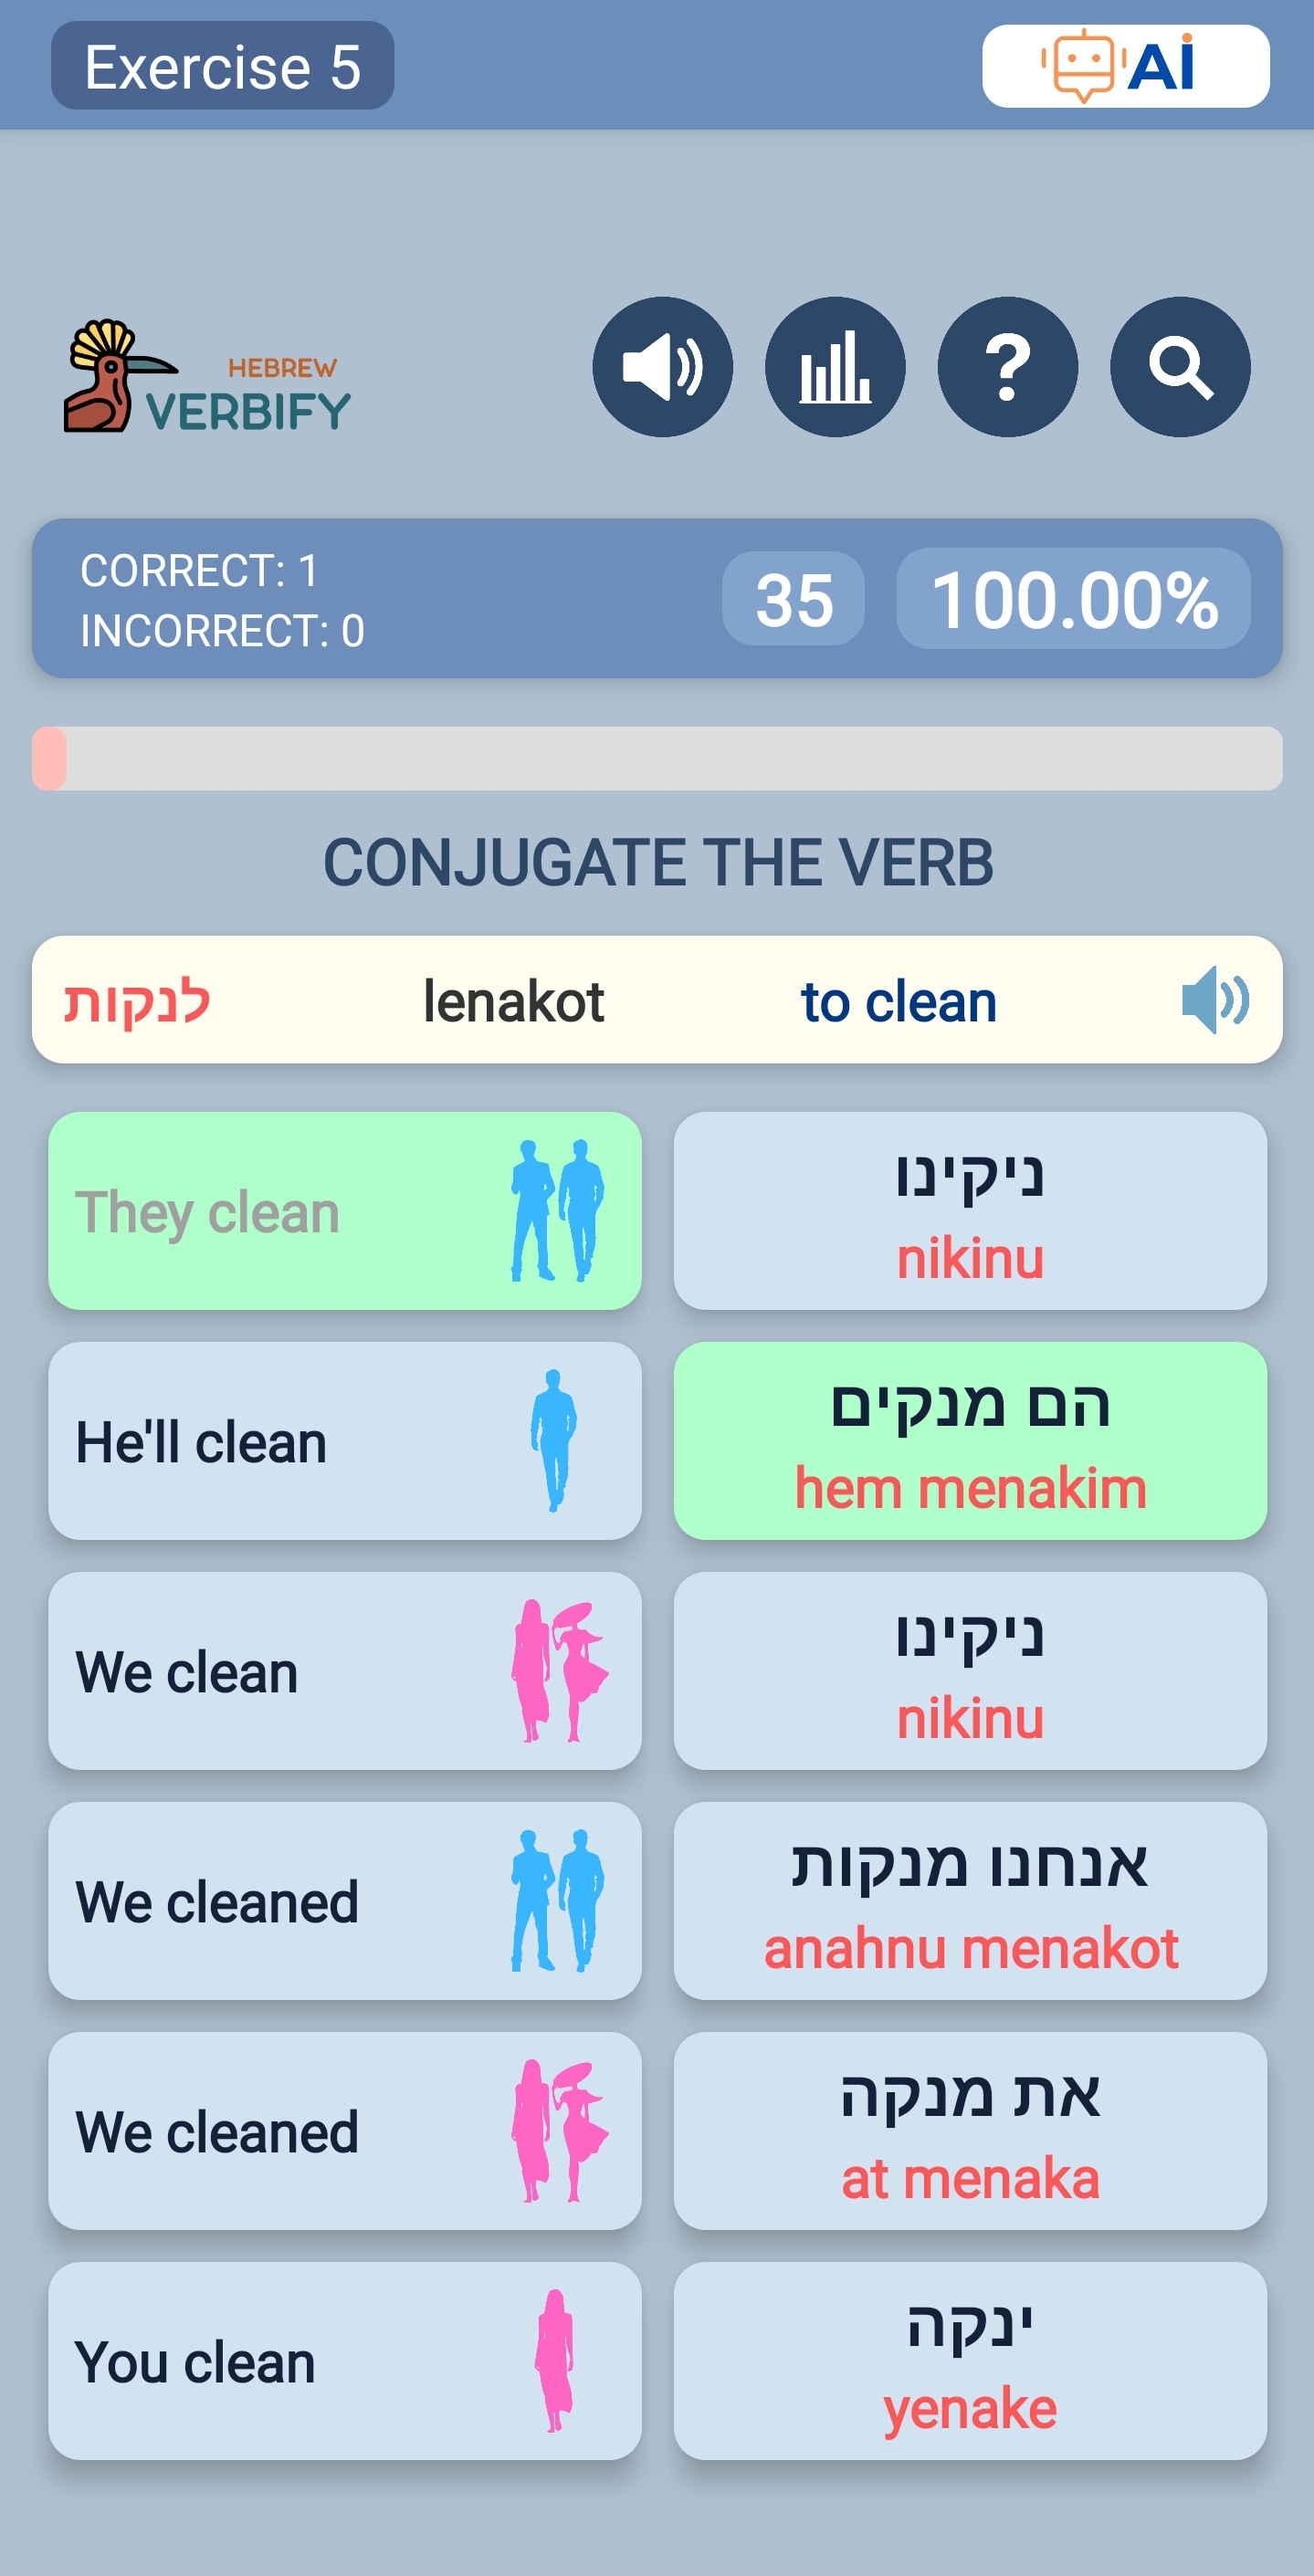 Exercise 5
AI
HEBREW
VERBIFY
?
CORRECT: 1
INCORRECT: 0
35
100.00%
CONJUGATE THE VERB
לנקות lenakot to clean
They clean
ניקינו
nikinu
He'll clean
הם מנקים
hem menakim
We clean
ניקינו
nikinu
We cleaned
אנחנו מנקות
anahnu menakot
We cleaned
את מנקה
at menaka
You clean
ינקה
yenake